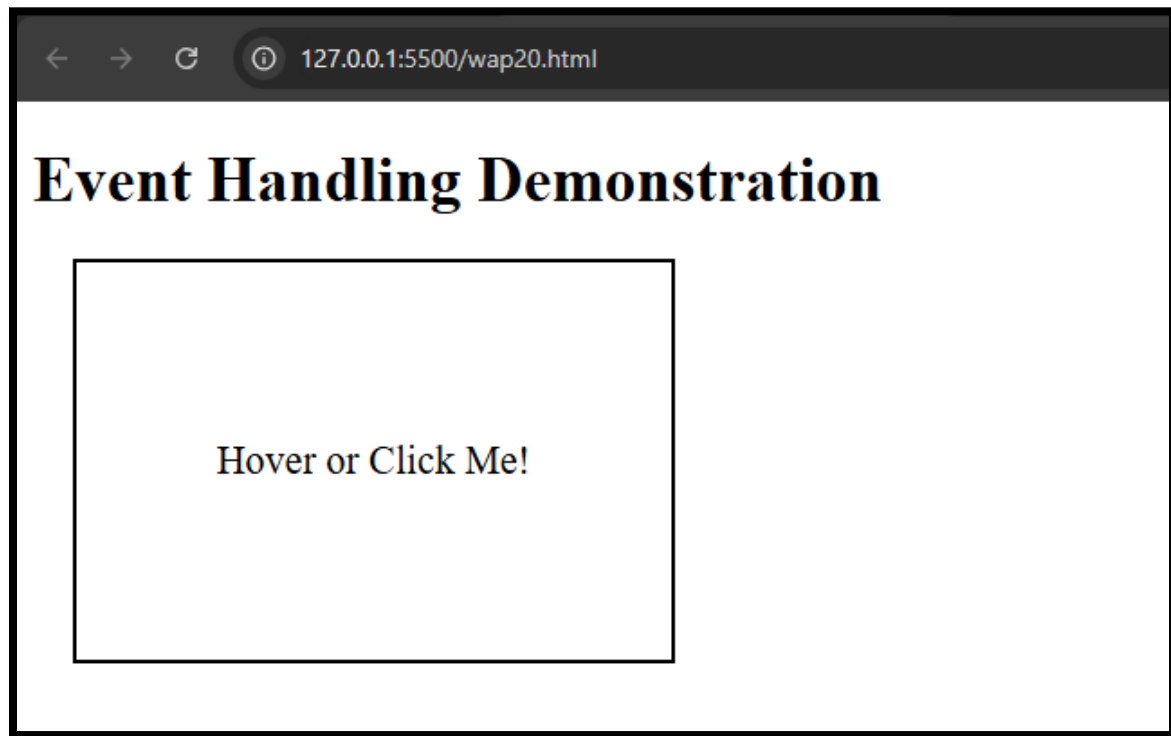 127.0.0.1:5500/wap20.html
Event Handling Demonstration
Hover or Click Me!